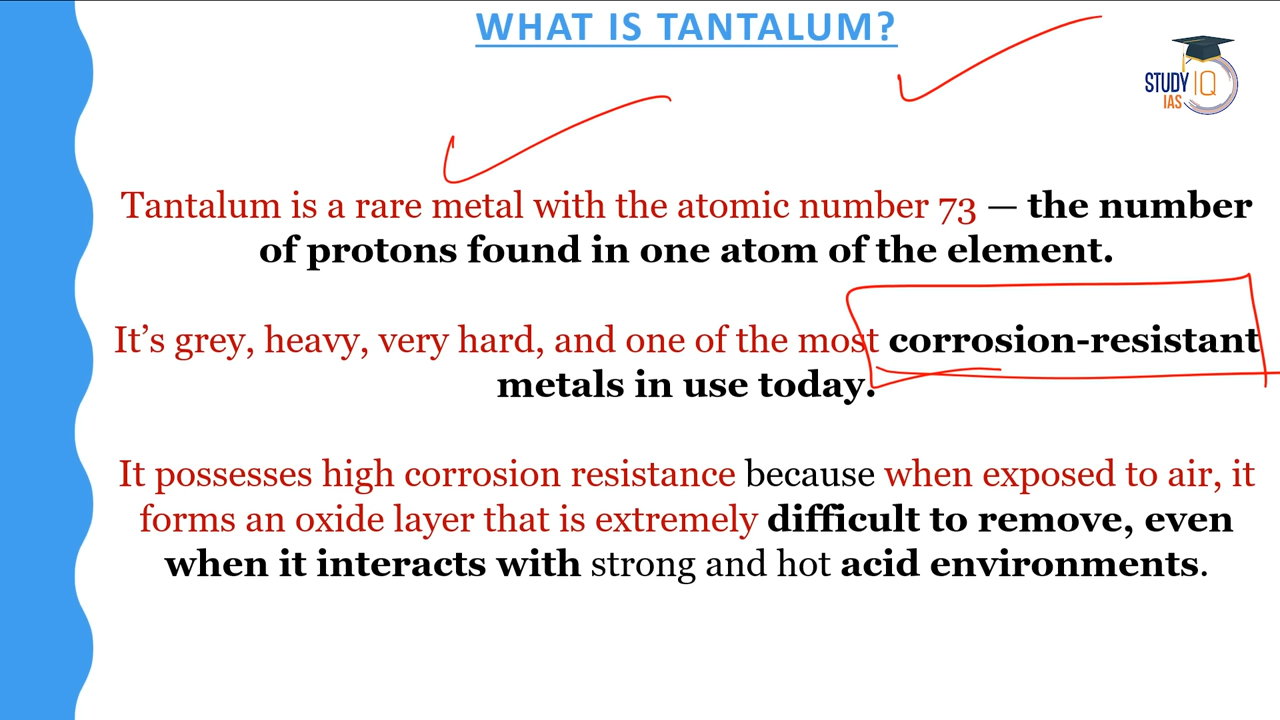 WHAT IS TANTALUM?
STUDY IQ
IAS
Tantalum is a rare metal with the atomic number 73 — the number
of protons found in one atom of the element.
It’s grey, heavy, very hard, and one of the most corrosion-resistant
metals in use today.
It possesses high corrosion resistance because when exposed to air, it
forms an oxide layer that is extremely difficult to remove, even
when it interacts with strong and hot acid environments.